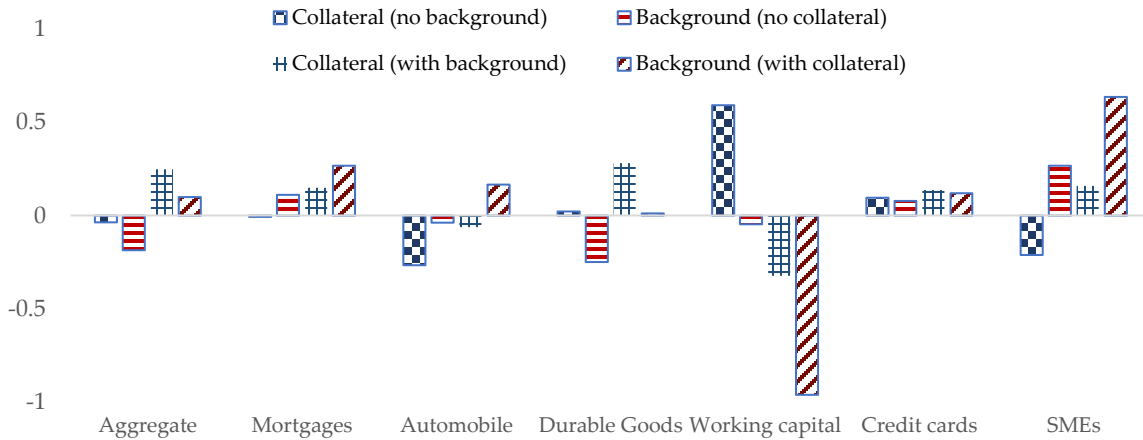 1
Collateral (no background)
Background (no collateral)
Collateral (with background)
Background (with collateral)
0.5
0
-0.5
-1
Aggregate Mortgages Automobile Durable Goods Working capital Credit cards SMEs